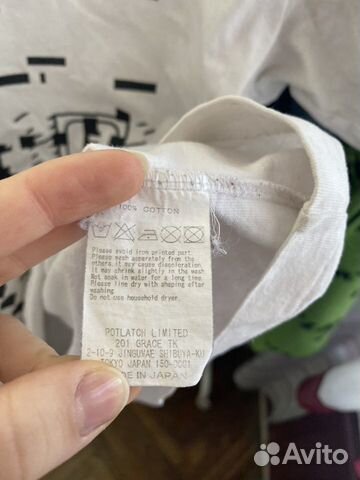 100% COTTON
Please avoid iron printed part.
Please wash separately from the other
because it may cause discoloration.
it may shrink slightly in the wash
Not soak in water for a long time.
Please line dry with shaping after
washing
Do not use household dryer.
POTLATCH LIMITED
201 GRACE TK
2-10-9 JINGUMAE SHIBUYA-KU
TOKYO JAPAN 150-0001
MADE IN JAPAN
Avito